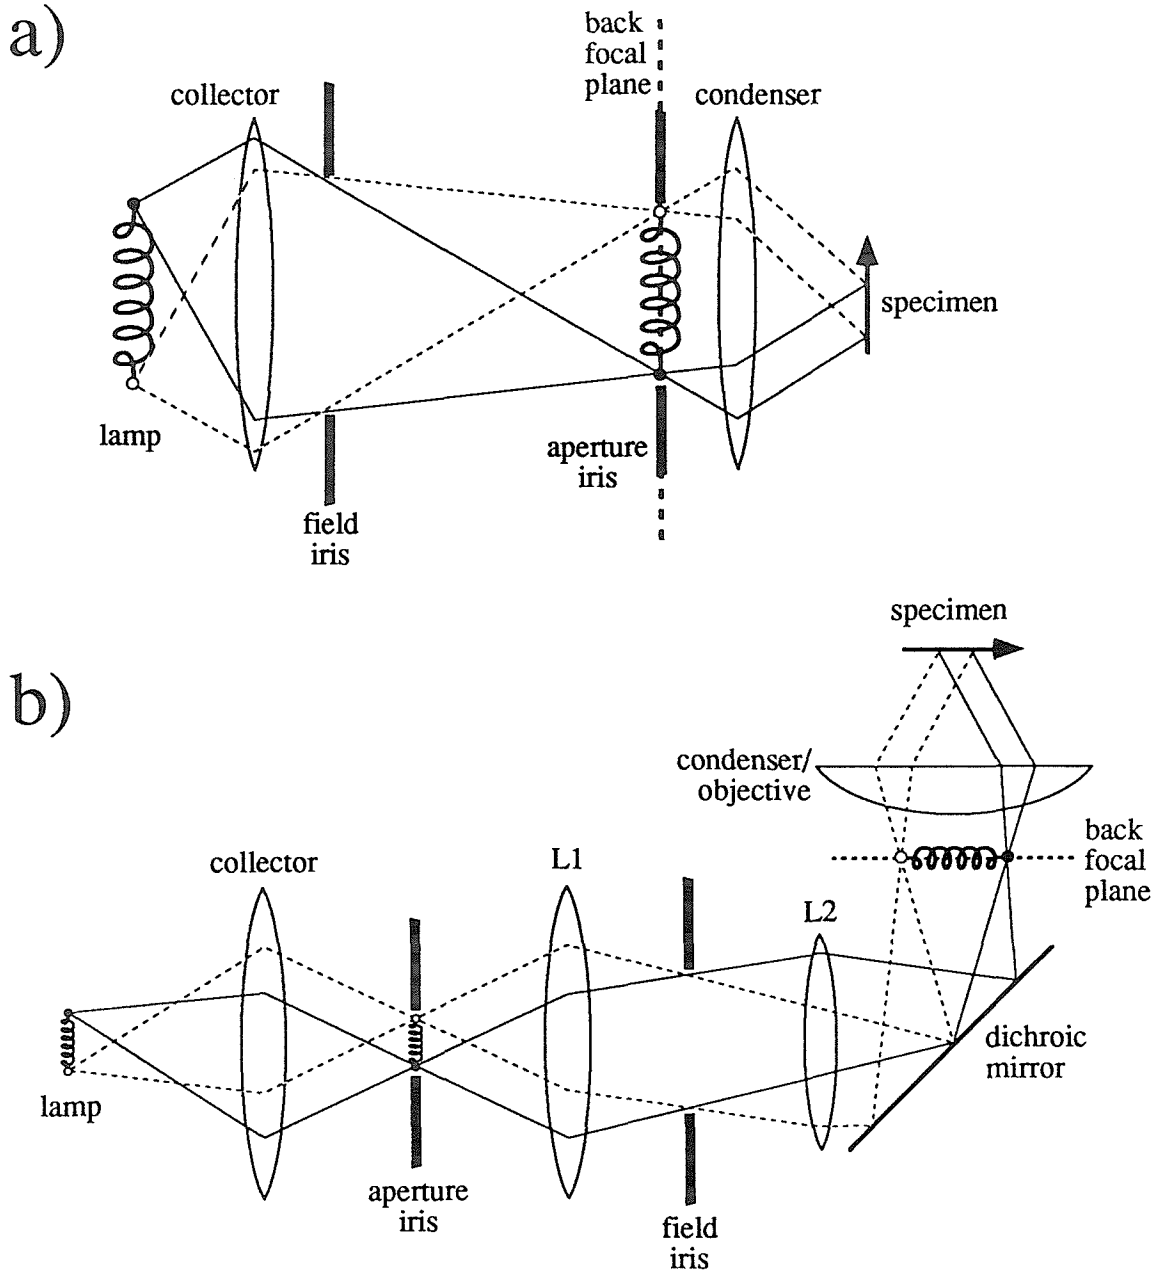 a)
back
focal
plane
collector
condenser
specimen
lamp
aperture
iris
field
iris
b)
specimen
condenser/
objective
back
focal
plane
collector
L1
L2
dichroic
mirror
lamp
aperture
iris
field
iris